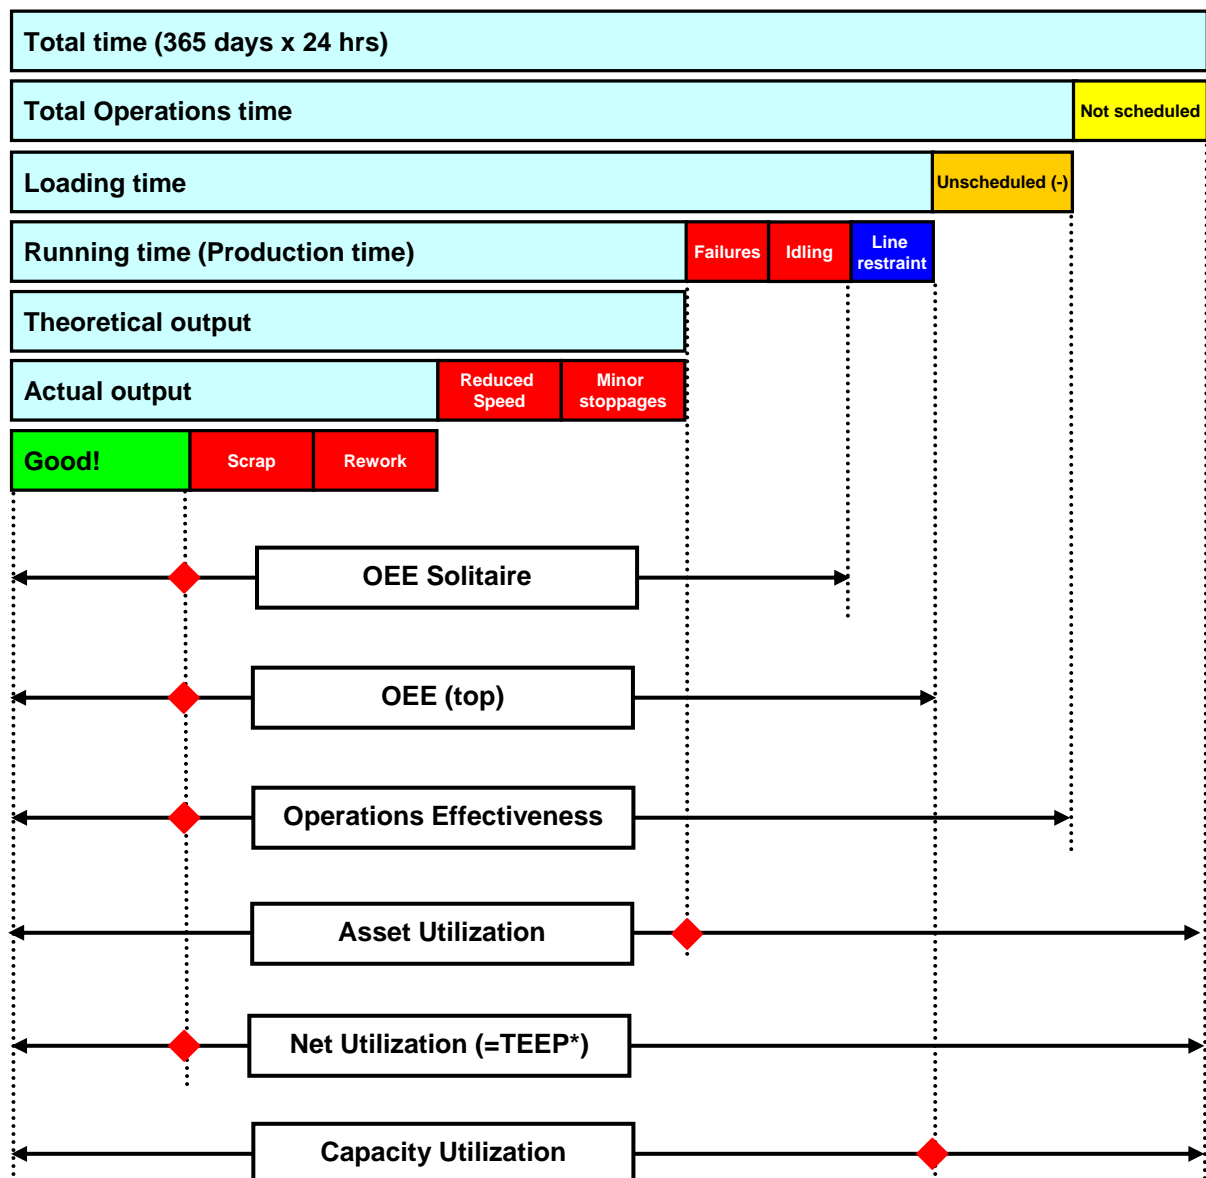 Total time (365 days x 24 hrs)
Total Operations time
Not scheduled
Loading time
Unscheduled (-)
Running time (Production time)
Failures
Idling
Line
restraint
Theoretical output
Actual output
Reduced
Speed
Minor
stoppages
Good!
Scrap
Rework
OEE Solitaire
OEE (top)
Operations Effectiveness
Asset Utilization
Net Utilization (=TEEP*)
Capacity Utilization